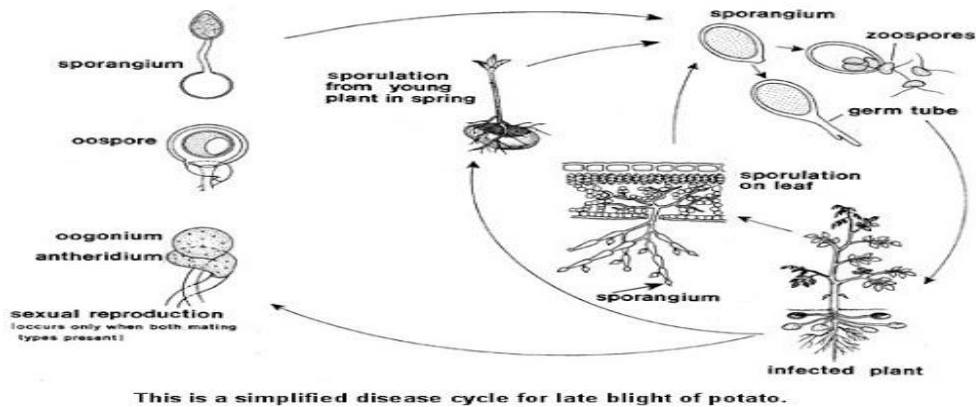 sporangium
oospore
oogonium
antheridium
sexual reproduction
(occurs only when both mating
types present)
sporulation
from young
plant in spring
sporangium
zoospores
germ tube
sporulation
on leaf
sporangium
infected plant
This is a simplified disease cycle for late blight of potato.